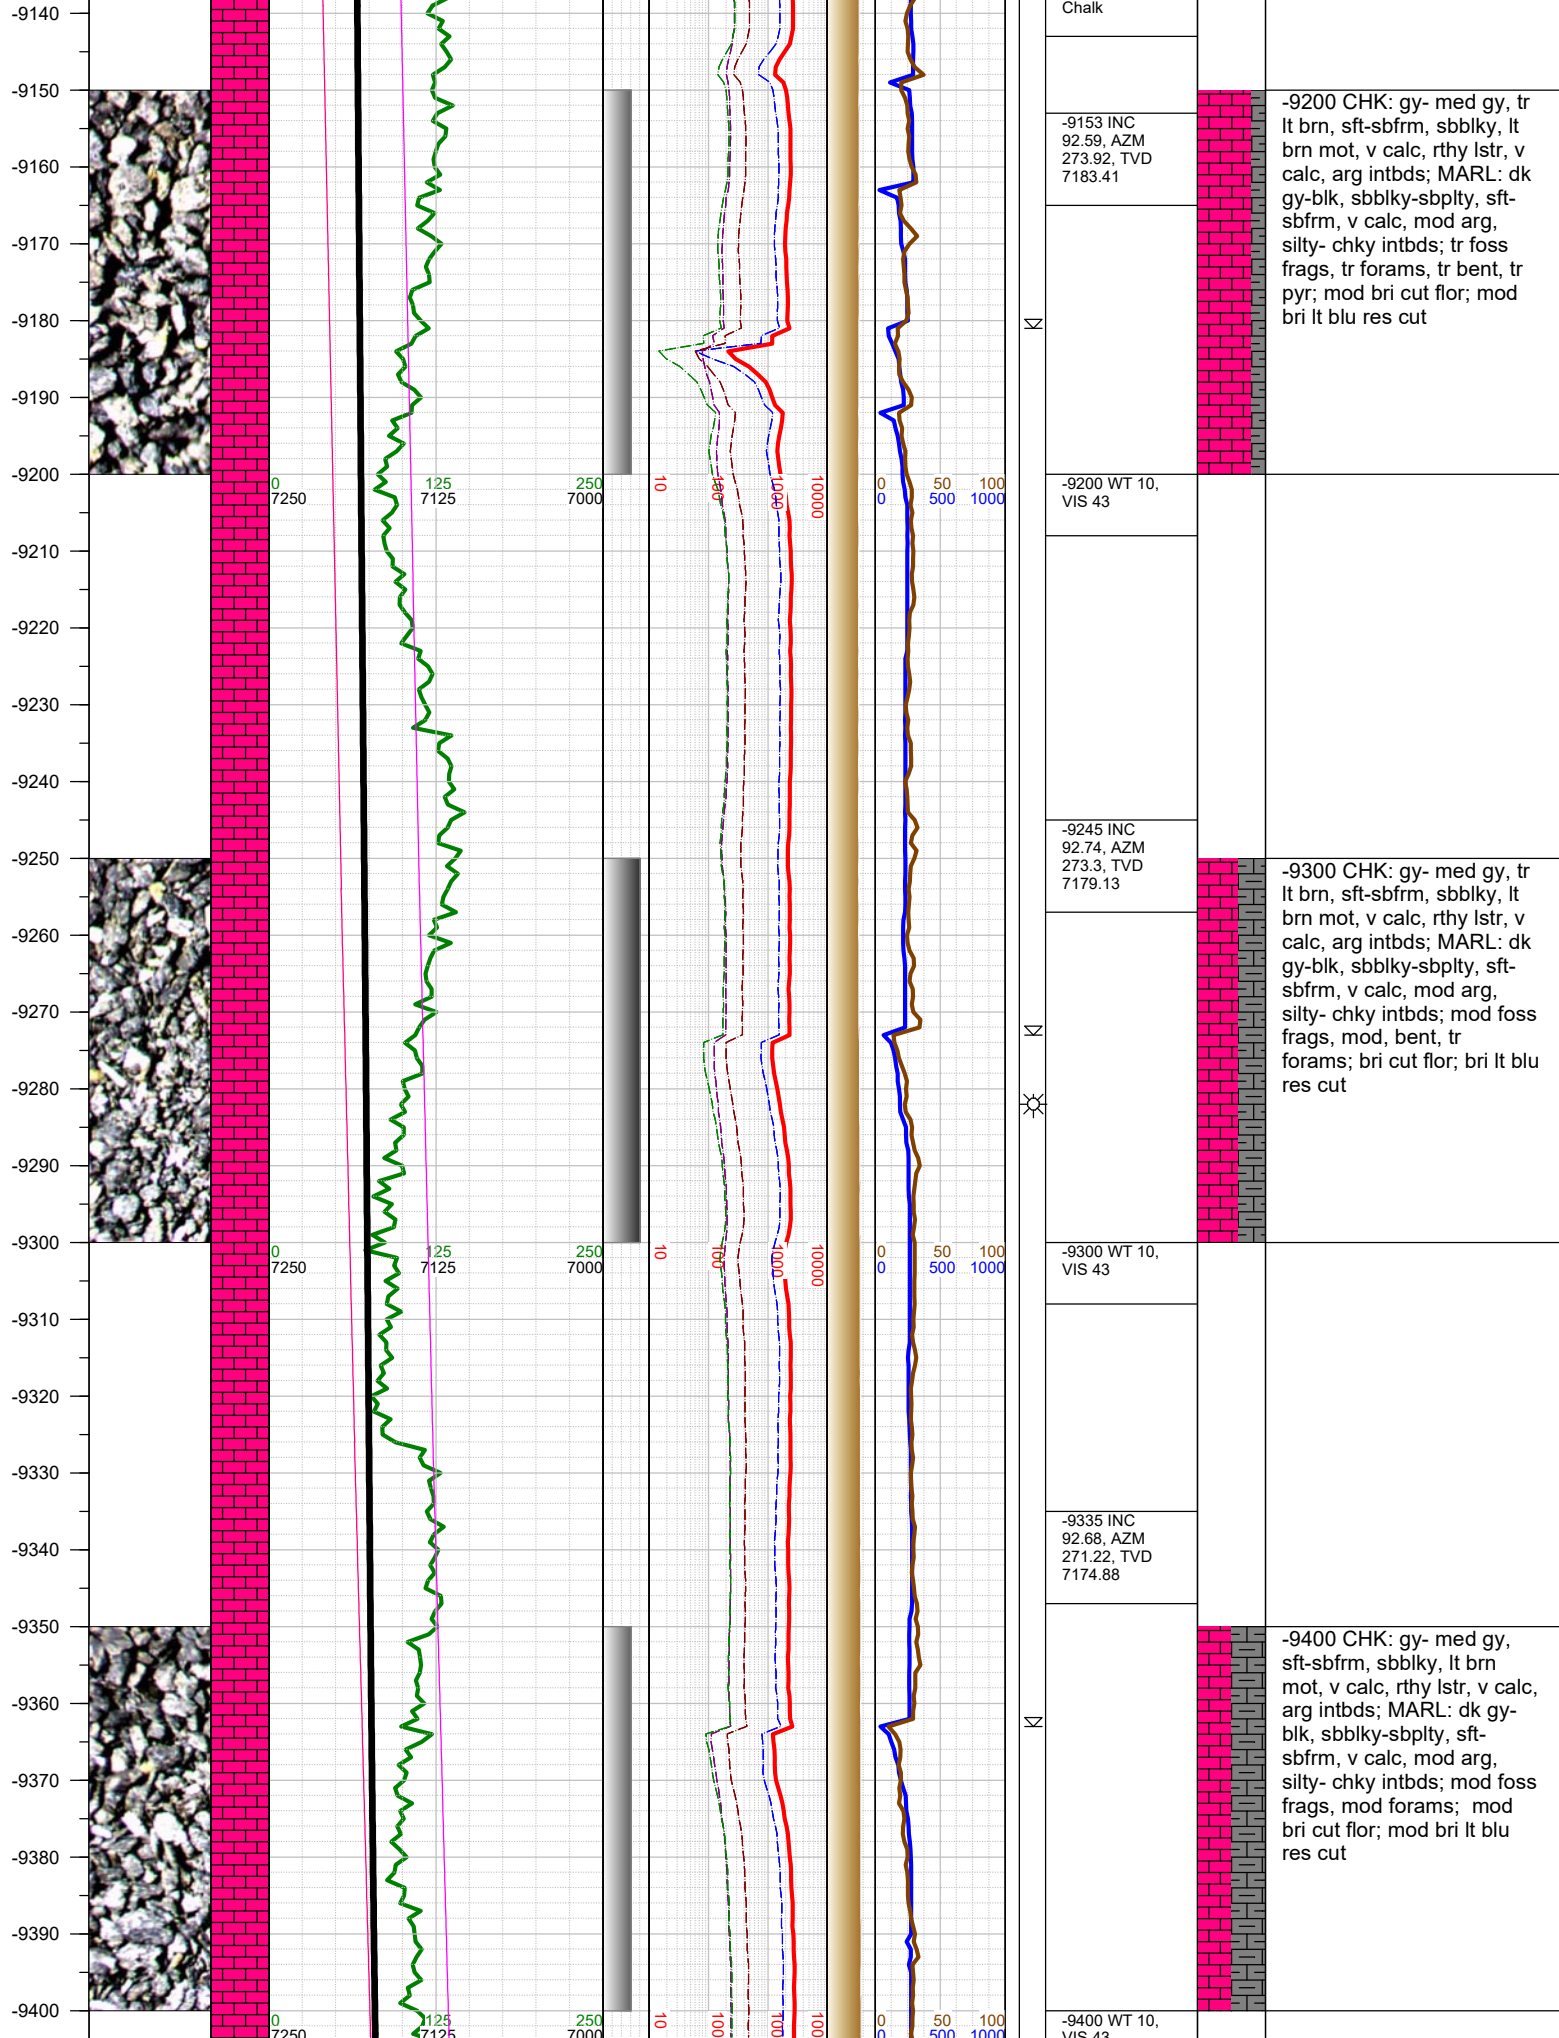 Chalk
-9140
-9150
-9160
-9170
-9180
-9190
-9200
-9210
-9220
-9230
-9240
-9250
-9260
-9270
-9280
-9290
-9300
-9310
-9320
-9330
-9340
-9350
-9360
-9370
-9380
-9390
-9400
0 125 250
7250 7125 7000
10 100 1000 10000
0 50 100
0 500 1000
0 125 250
7250 7125 7000
10 100 1000 10000
0 50 100
0 500 1000
0 125 250
7250 7125 7000
10 100 1000 10000
0 50 100
0 500 1000
-9153 INC
92.59, AZM
273.92, TVD
7183.41
-9200 WT 10,
VIS 43
-9245 INC
92.74, AZM
273.3, TVD
7179.13
-9300 WT 10,
VIS 43
-9335 INC
92.68, AZM
271.22, TVD
7174.88
-9400 WT 10,
VIS 43
-9200 CHK: gy- med gy, tr
lt brn, sft-sbfrm, sbblky, lt
brn mot, v calc, rthy lstr, v
calc, arg intbds; MARL: dk
gy-blk, sbblky-sbplty, sft-
sbfrm, v calc, mod arg,
silty- chky intbds; tr foss
frags, tr forams, tr bent, tr
pyr; mod bri cut flor; mod
bri lt blu res cut
-9300 CHK: gy- med gy, tr
lt brn, sft-sbfrm, sbblky, lt
brn mot, v calc, rthy lstr, v
calc, arg intbds; MARL: dk
gy-blk, sbblky-sbplty, sft-
sbfrm, v calc, mod arg,
silty- chky intbds; mod foss
frags, mod, bent, tr
forams; bri cut flor; bri lt blu
res cut
-9400 CHK: gy- med gy,
sft-sbfrm, sbblky, lt brn
mot, v calc, rthy lstr, v calc,
arg intbds; MARL: dk gy-
blk, sbblky-sbplty, sft-
sbfrm, v calc, mod arg,
silty- chky intbds; mod foss
frags, mod forams;  mod
bri cut flor; mod bri lt blu
res cut